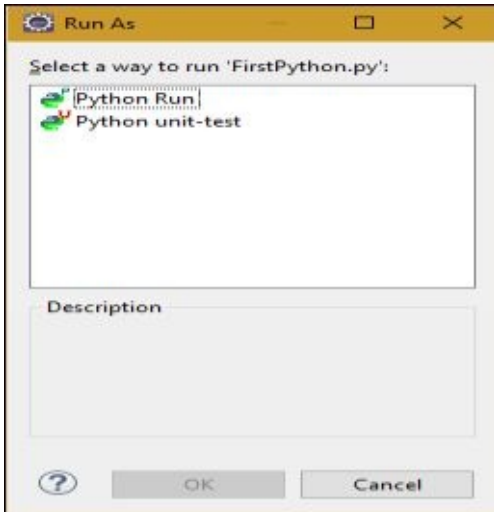 Run As
Select a way to run 'FirstPython.py':
Python Run
Python unit-test
Description
?
OK
Cancel